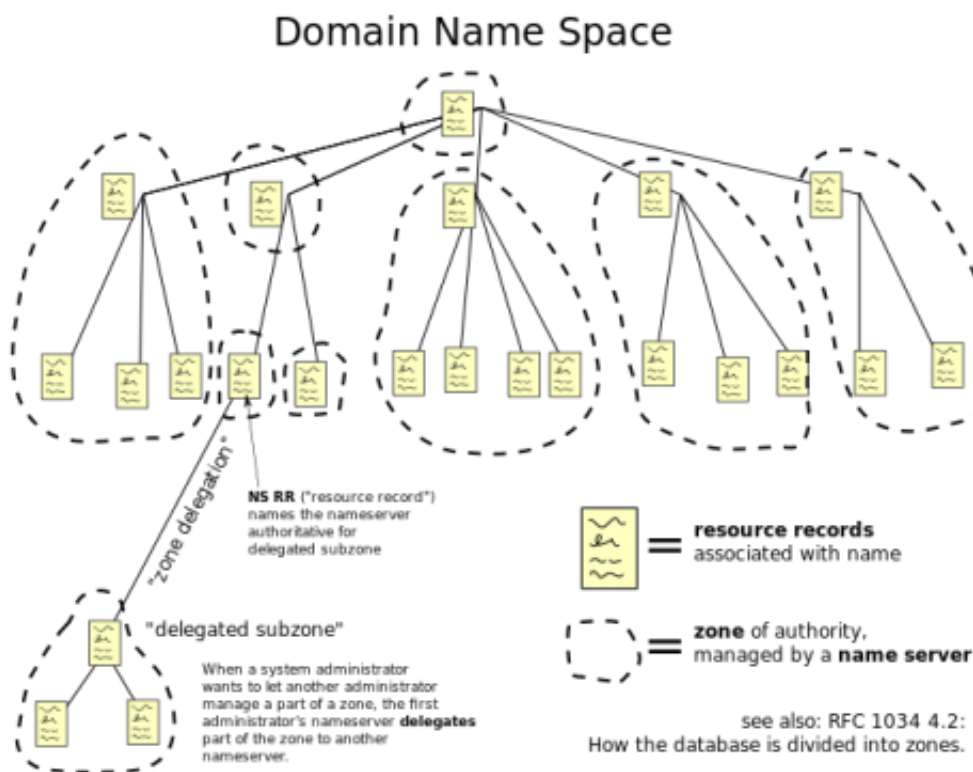 Domain Name Space
NS RR ("resource record")
names the nameserver
authoritative for
delegated subzone
"zone delegation"
resource records
associated with name
"delegated subzone"
zone of authority,
managed by a name server
When a system administrator
wants to let another administrator
manage a part of a zone, the first
administrator's nameserver delegates
part of the zone to another
nameserver.
see also: RFC 1034 4.2:
How the database is divided into zones.